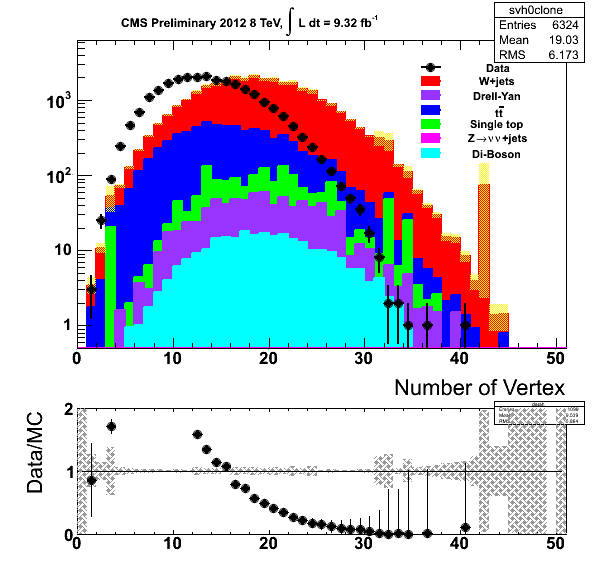 CMS Preliminary 2012 8 TeV, ∫ L dt = 9.32 fb⁻¹
svh0clone
Entries 6324
Mean 19.03
RMS 6.173
Data
W+jets
Drell-Yan
tt̄
Single top
Z→νν+jets
Di-Boson
10³
10²
10
1
0 10 20 30 40 50
Number of Vertex
Data/MC
2
1
0
0 10 20 30 40 50